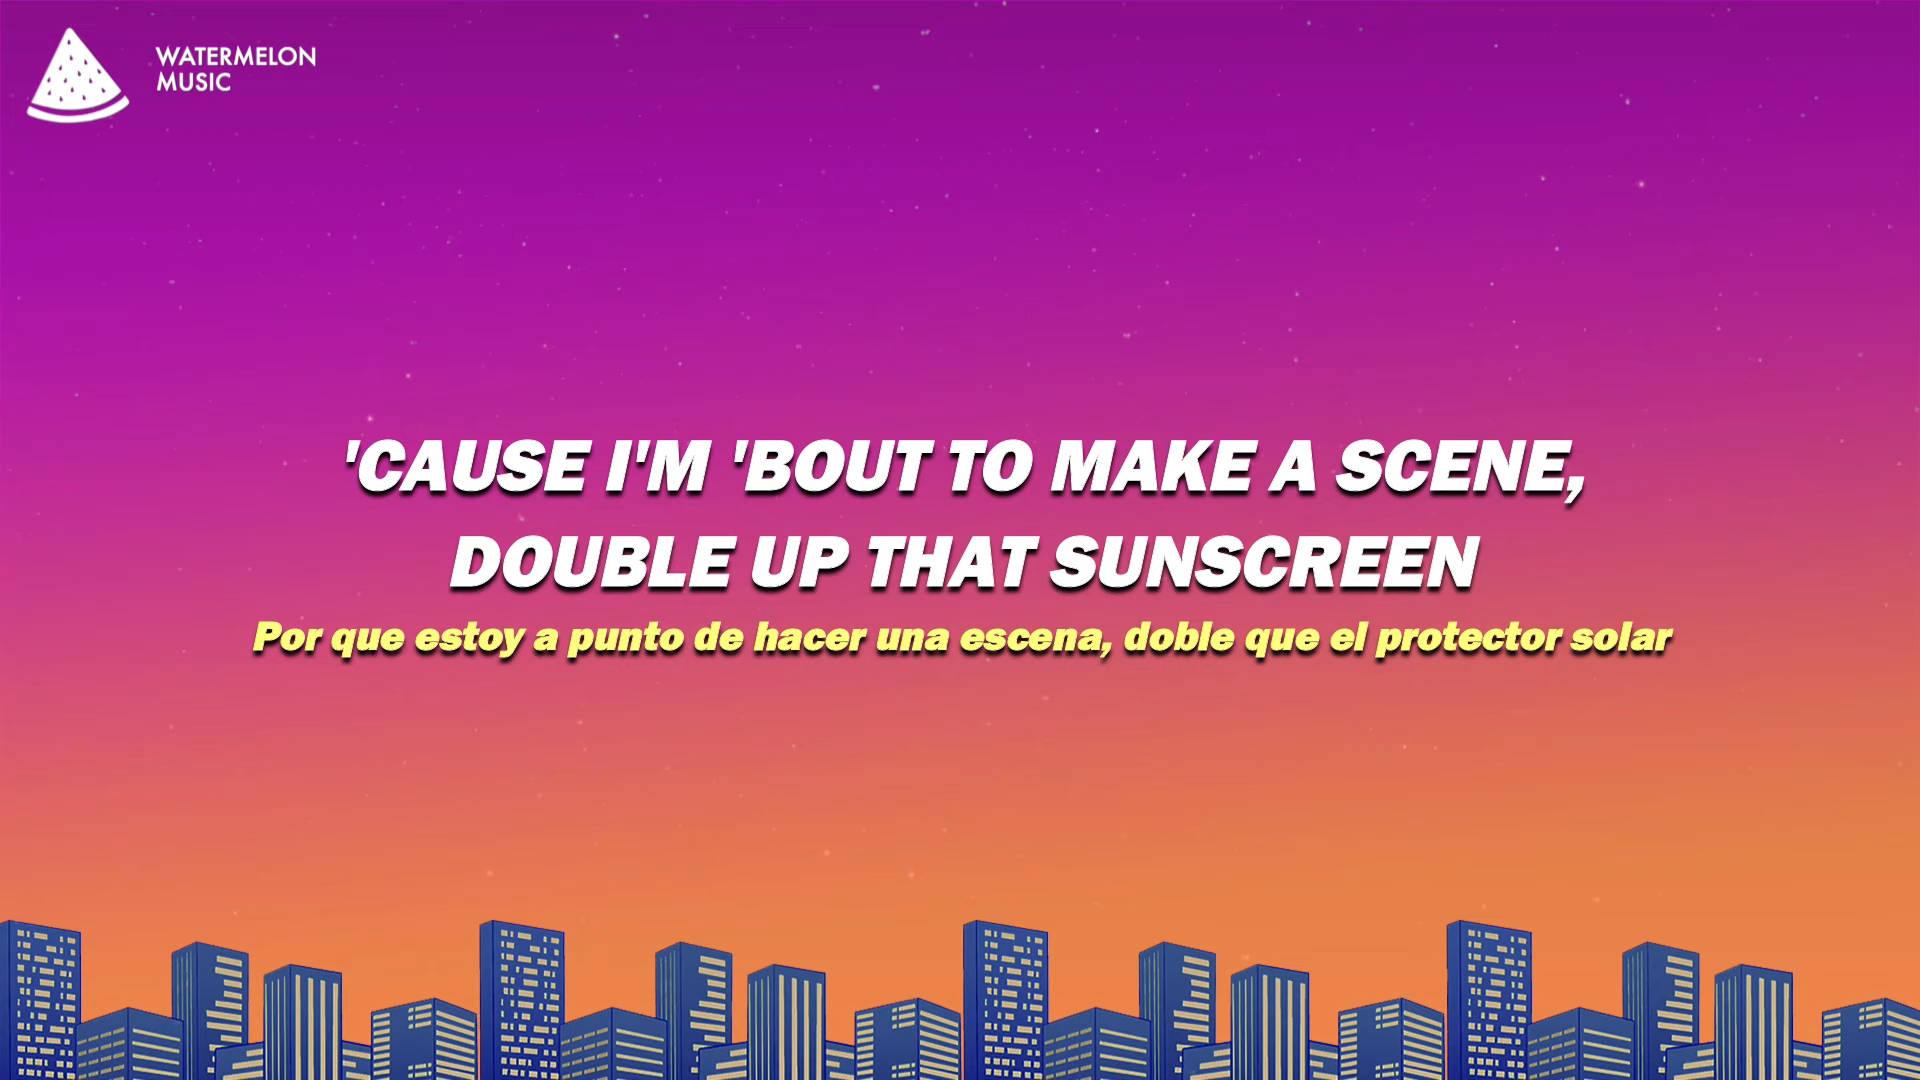 WATERMELON
MUSIC
'CAUSE I'M 'BOUT TO MAKE A SCENE,
DOUBLE UP THAT SUNSCREEN
Por que estoy a punto de hacer una escena, doble que el protector solar